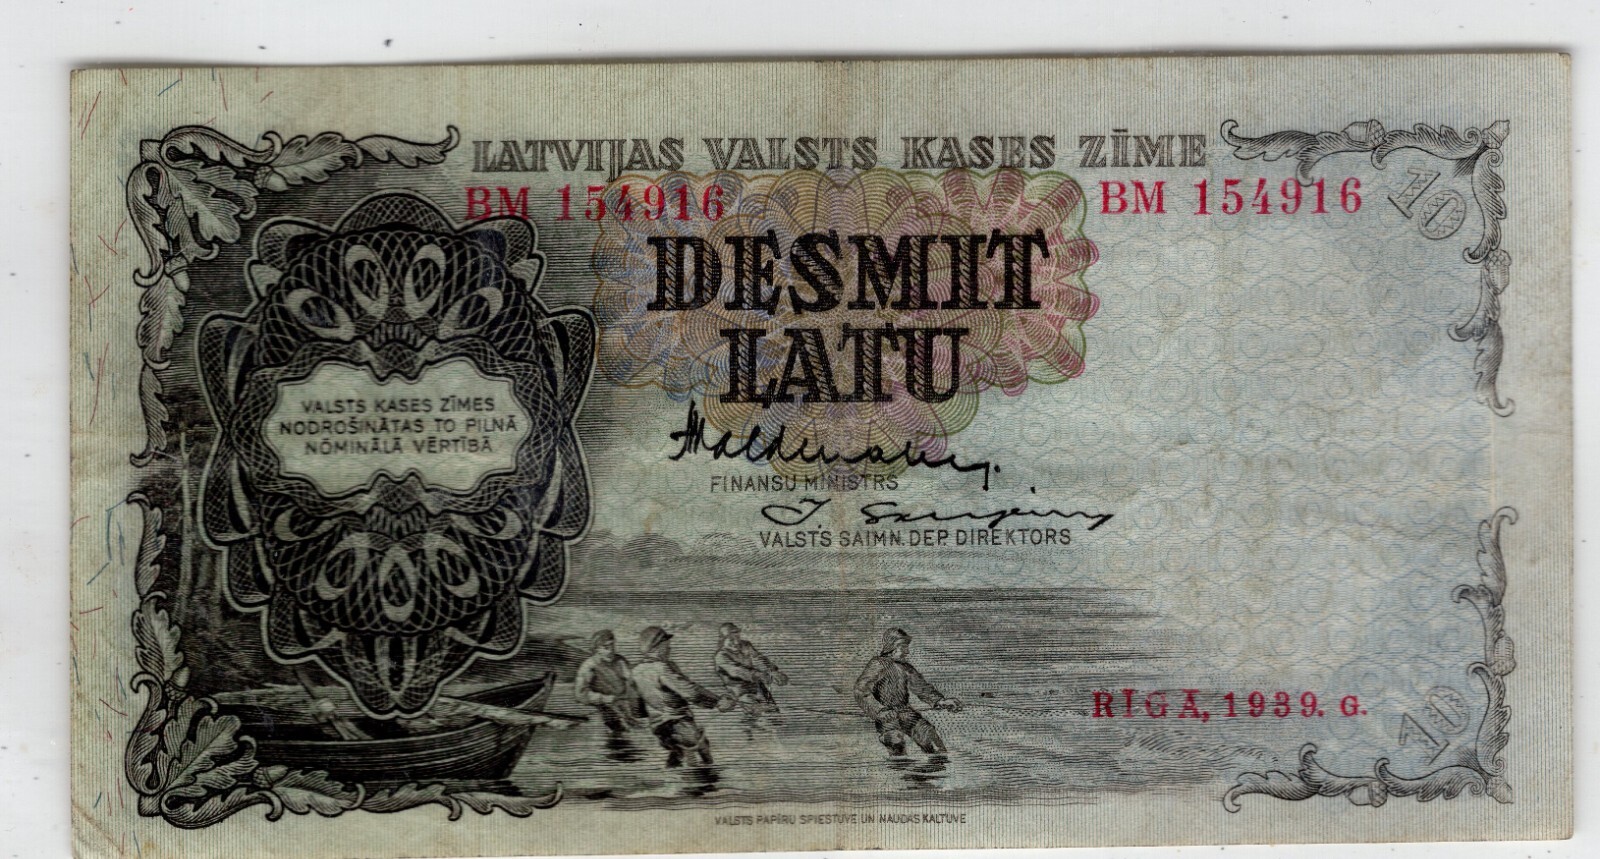 LATVIJAS VALSTS KASES ZĪME
BM 154916
BM 154916
10
DESMIT
LATU
VALSTS KASES ZĪMES
NODROŠINĀTAS TO PILNĀ
NOMINĀLĀ VĒRTĪBĀ
FINANSU MINISTRS
VALSTS SAIMN. DEP. DIREKTORS
RĪGĀ, 1939. G.
10
VALSTS PAPĪRU SPIESTUVE UN NAUDAS KALTUVE